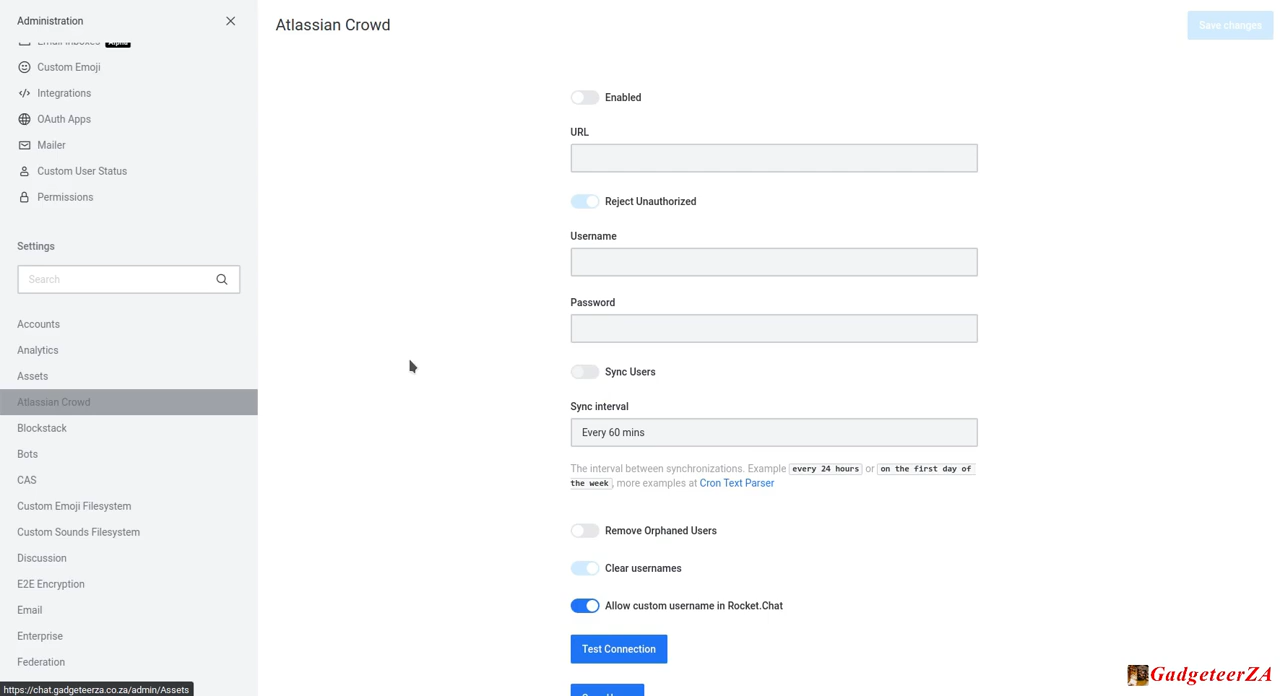 Administration
Email Inboxes Alpha
Custom Emoji
Integrations
OAuth Apps
Mailer
Custom User Status
Permissions
Settings
Search
Accounts
Analytics
Assets
Atlassian Crowd
Blockstack
Bots
CAS
Custom Emoji Filesystem
Custom Sounds Filesystem
Discussion
E2E Encryption
Email
Enterprise
Federation
https://chat.gadgeteerza.co.za/admin/Assets
Atlassian Crowd
Save changes
Enabled
URL
Reject Unauthorized
Username
Password
Sync Users
Sync interval
Every 60 mins
The interval between synchronizations. Example every 24 hours or on the first day of
the week, more examples at Cron Text Parser
Remove Orphaned Users
Clear usernames
Allow custom username in Rocket.Chat
Test Connection
GadgeteerZA